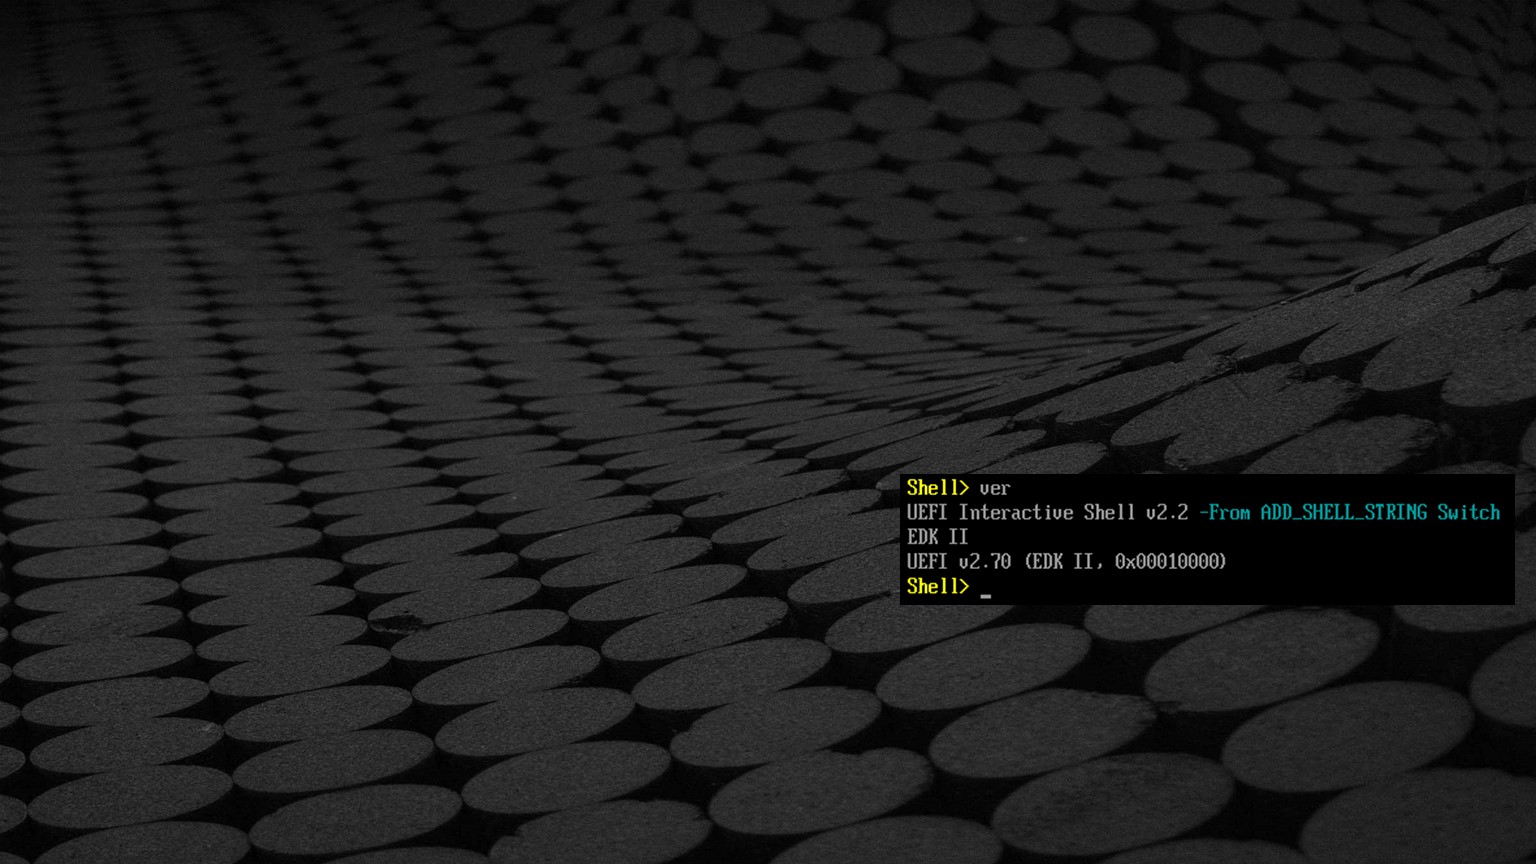 Shell> ver
UEFI Interactive Shell v2.2 -From ADD_SHELL_STRING Switch
EDK II
UEFI v2.70 (EDK II, 0x00010000)
Shell> _